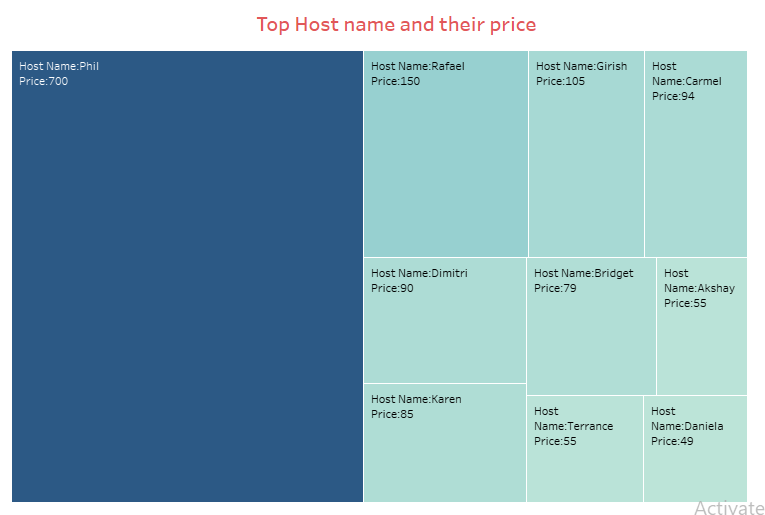 Top Host name and their price
Host Name:Phil
Price:700
Host Name:Rafael
Price:150
Host Name:Girish
Price:105
Host
Name:Carmel
Price:94
Host Name:Dimitri
Price:90
Host Name:Bridget
Price:79
Host
Name:Akshay
Price:55
Host Name:Karen
Price:85
Host
Name:Terrance
Price:55
Host
Name:Daniela
Price:49
Activate